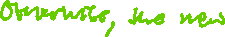 Otherwise, the new